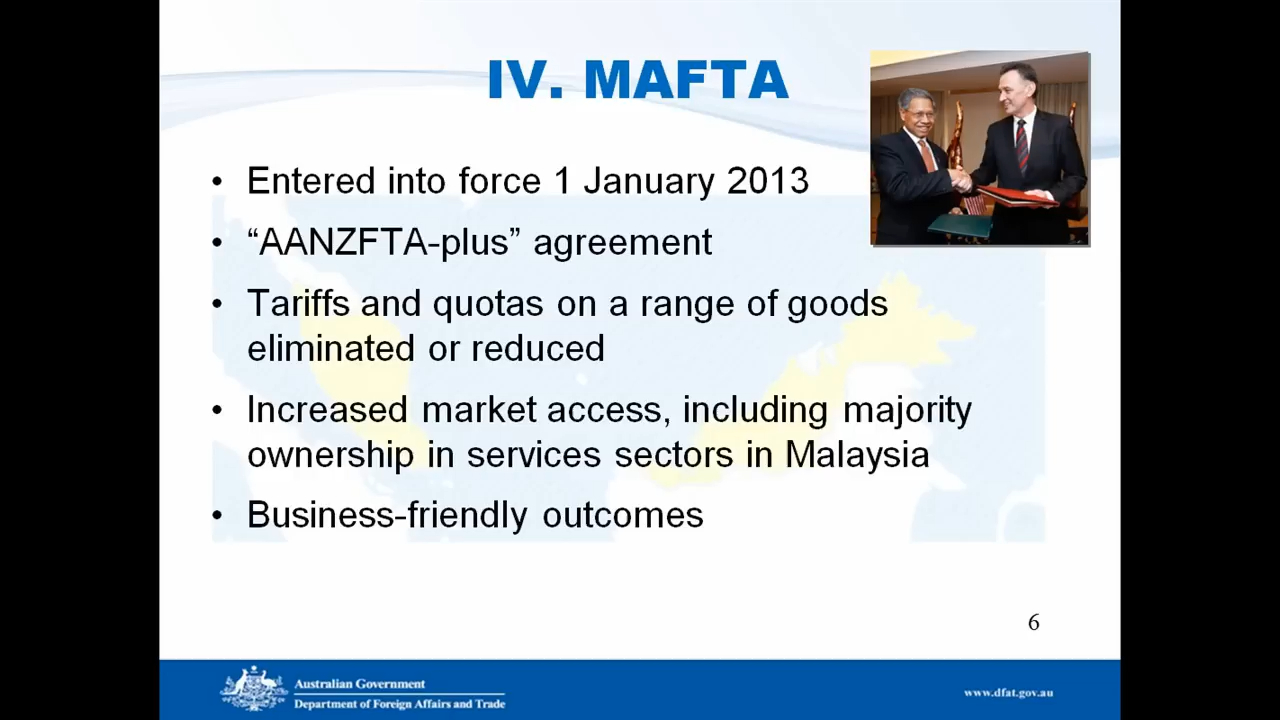 IV. MAFTA
• Entered into force 1 January 2013
• “AANZFTA-plus” agreement
• Tariffs and quotas on a range of goods
eliminated or reduced
• Increased market access, including majority
ownership in services sectors in Malaysia
• Business-friendly outcomes
6
Australian Government
Department of Foreign Affairs and Trade
www.dfat.gov.au